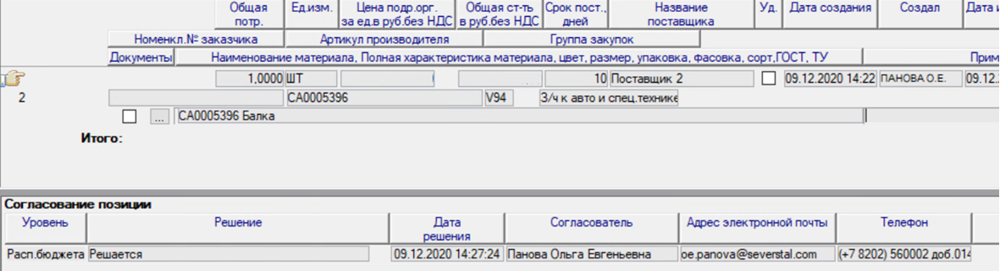 Общая Ед.изм. Цена подр.орг. Общая ст-ть Срок пост., Название Уд. Дата создания Создал Дата и
потр. за ед.в руб.без НДС в руб.без НДС дней поставщика
Номенкл.№ заказчика Артикул производителя Группа закупок
Документы Наименование материала, Полная характеристика материала, цвет, размер, упаковка, фасовка, сорт,ГОСТ, ТУ Прим
1,0000 ШТ 10 Поставщик 2 09.12.2020 14:22 ПАНОВА О.Е. 09.12.
2 СА0005396 V94 З/ч к авто и спец.технике
... СА0005396 Балка
Итого:
Согласование позиции
Уровень Решение Дата Согласователь Адрес электронной почты Телефон
решения
Расп.бюджета Решается 09.12.2020 14:27:24 Панова Ольга Евгеньевна oe.panova@severstal.com (+7 8202) 560002 доб.014